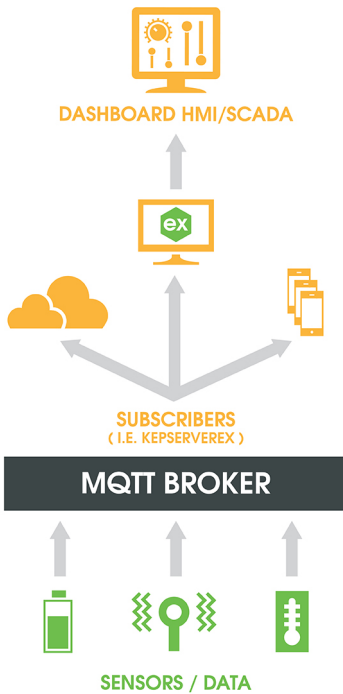 DASHBOARD HMI/SCADA
ex
SUBSCRIBERS
( I.E. KEPSERVEREX )
MQTT BROKER
SENSORS / DATA